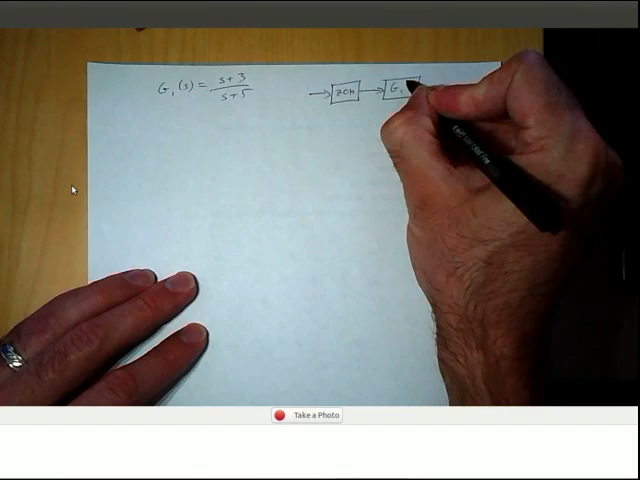 G₁(s) = s+3 / s+5
ZOH
G₁
Take a Photo